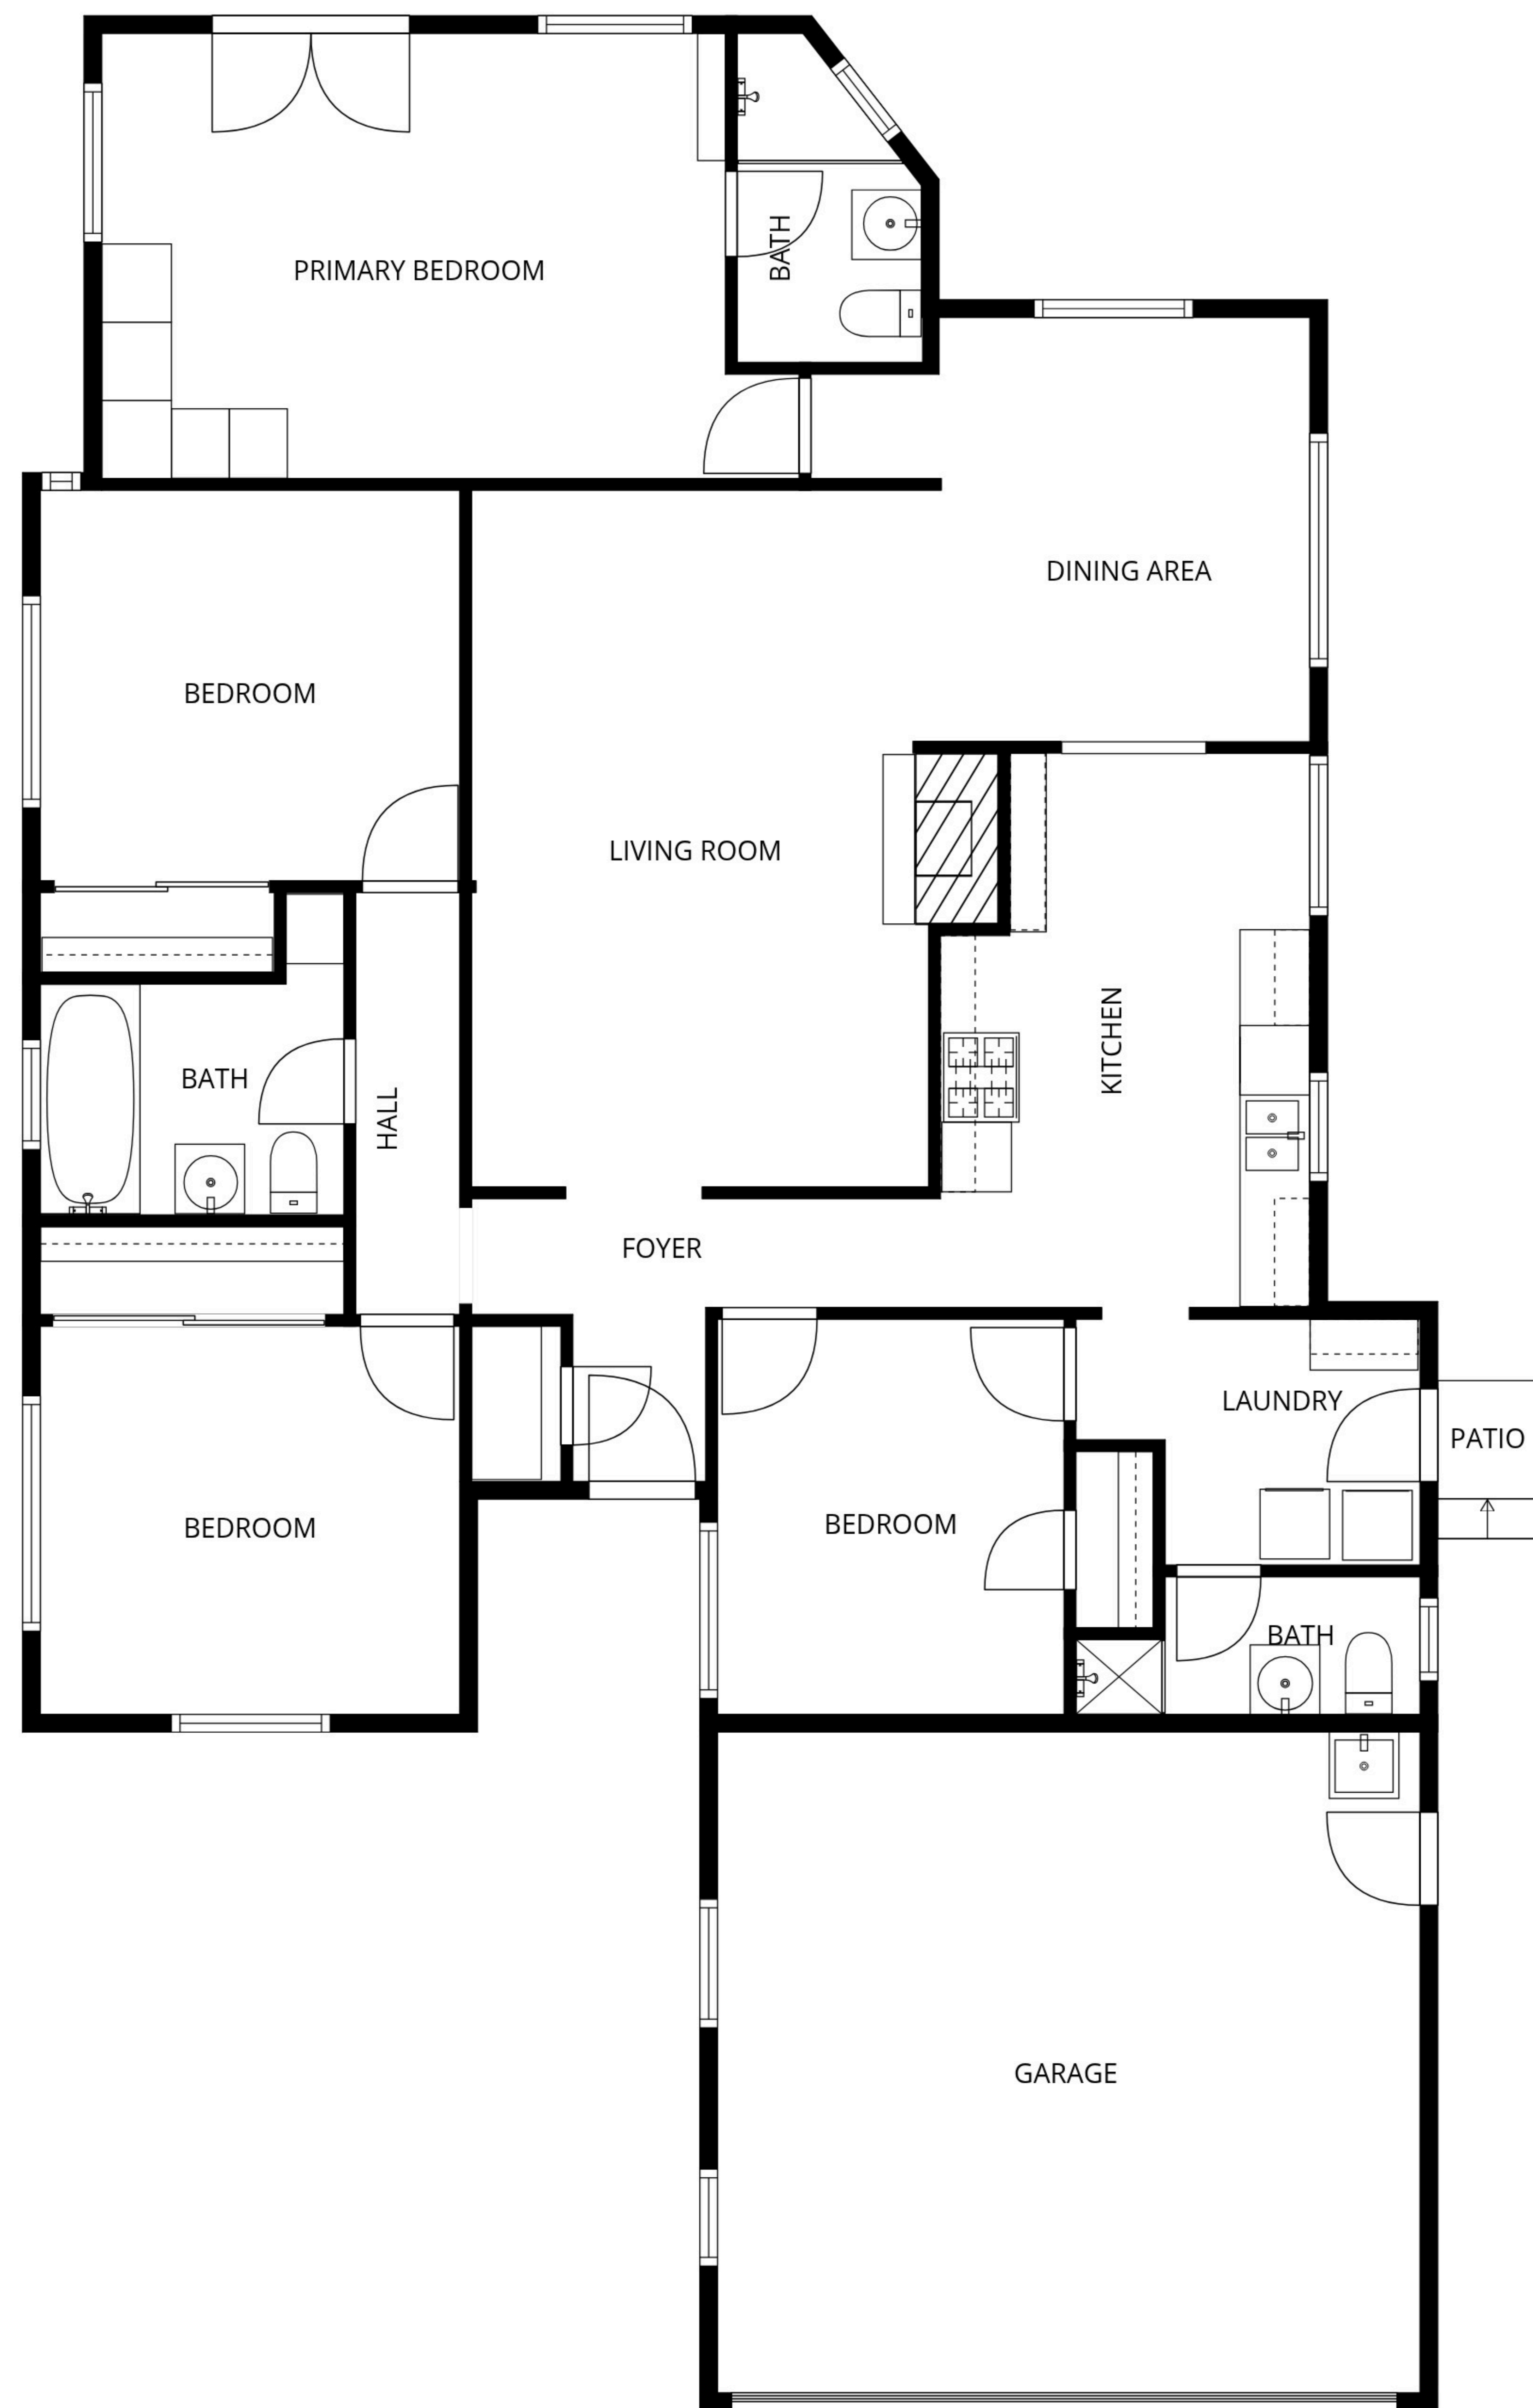 PRIMARY BEDROOM
BATH
DINING AREA
BEDROOM
LIVING ROOM
KITCHEN
BATH
HALL
FOYER
LAUNDRY
PATIO
BEDROOM
BEDROOM
BATH
GARAGE